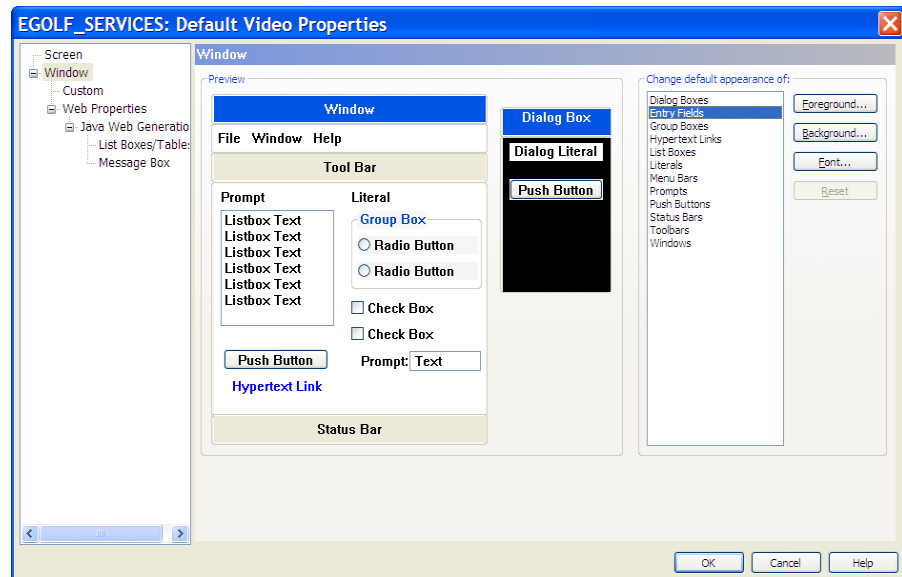 EGOLF_SERVICES: Default Video Properties
Screen
Window
Custom
Web Properties
Java Web Generatio
List Boxes/Table:
Message Box
Window
Preview
Window
File Window Help
Tool Bar
Prompt
Listbox Text
Listbox Text
Listbox Text
Listbox Text
Listbox Text
Listbox Text
Push Button
Hypertext Link
Literal
Group Box
Radio Button
Radio Button
Check Box
Check Box
Prompt: Text
Status Bar
Dialog Box
Dialog Literal
Push Button
Change default appearance of:
Dialog Boxes
Entry Fields
Group Boxes
Hypertext Links
List Boxes
Literals
Menu Bars
Prompts
Push Buttons
Status Bars
Toolbars
Windows
Foreground...
Background...
Font...
Reset
OK
Cancel
Help